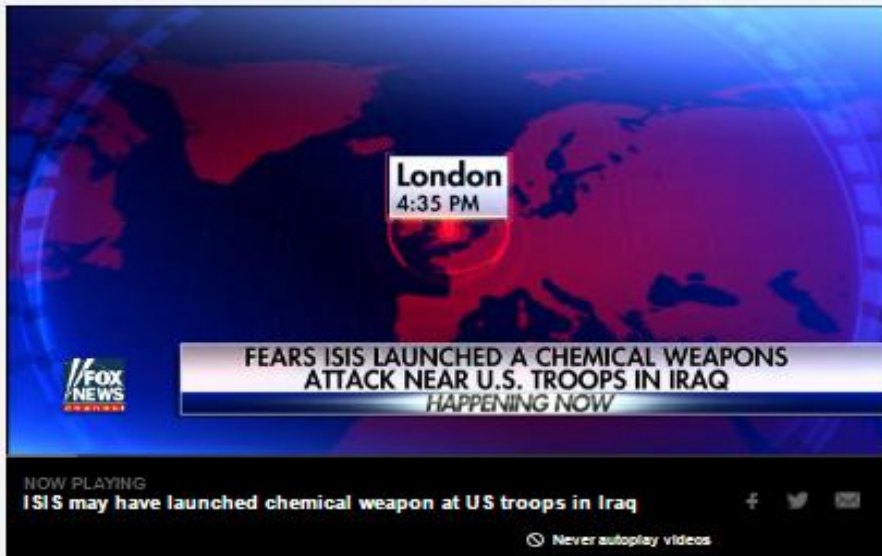 London
4:35 PM
FEARS ISIS LAUNCHED A CHEMICAL WEAPONS
ATTACK NEAR U.S. TROOPS IN IRAQ
HAPPENING NOW
FOX
NEWS
channel
NOW PLAYING
ISIS may have launched chemical weapon at US troops in Iraq
Never autoplay videos